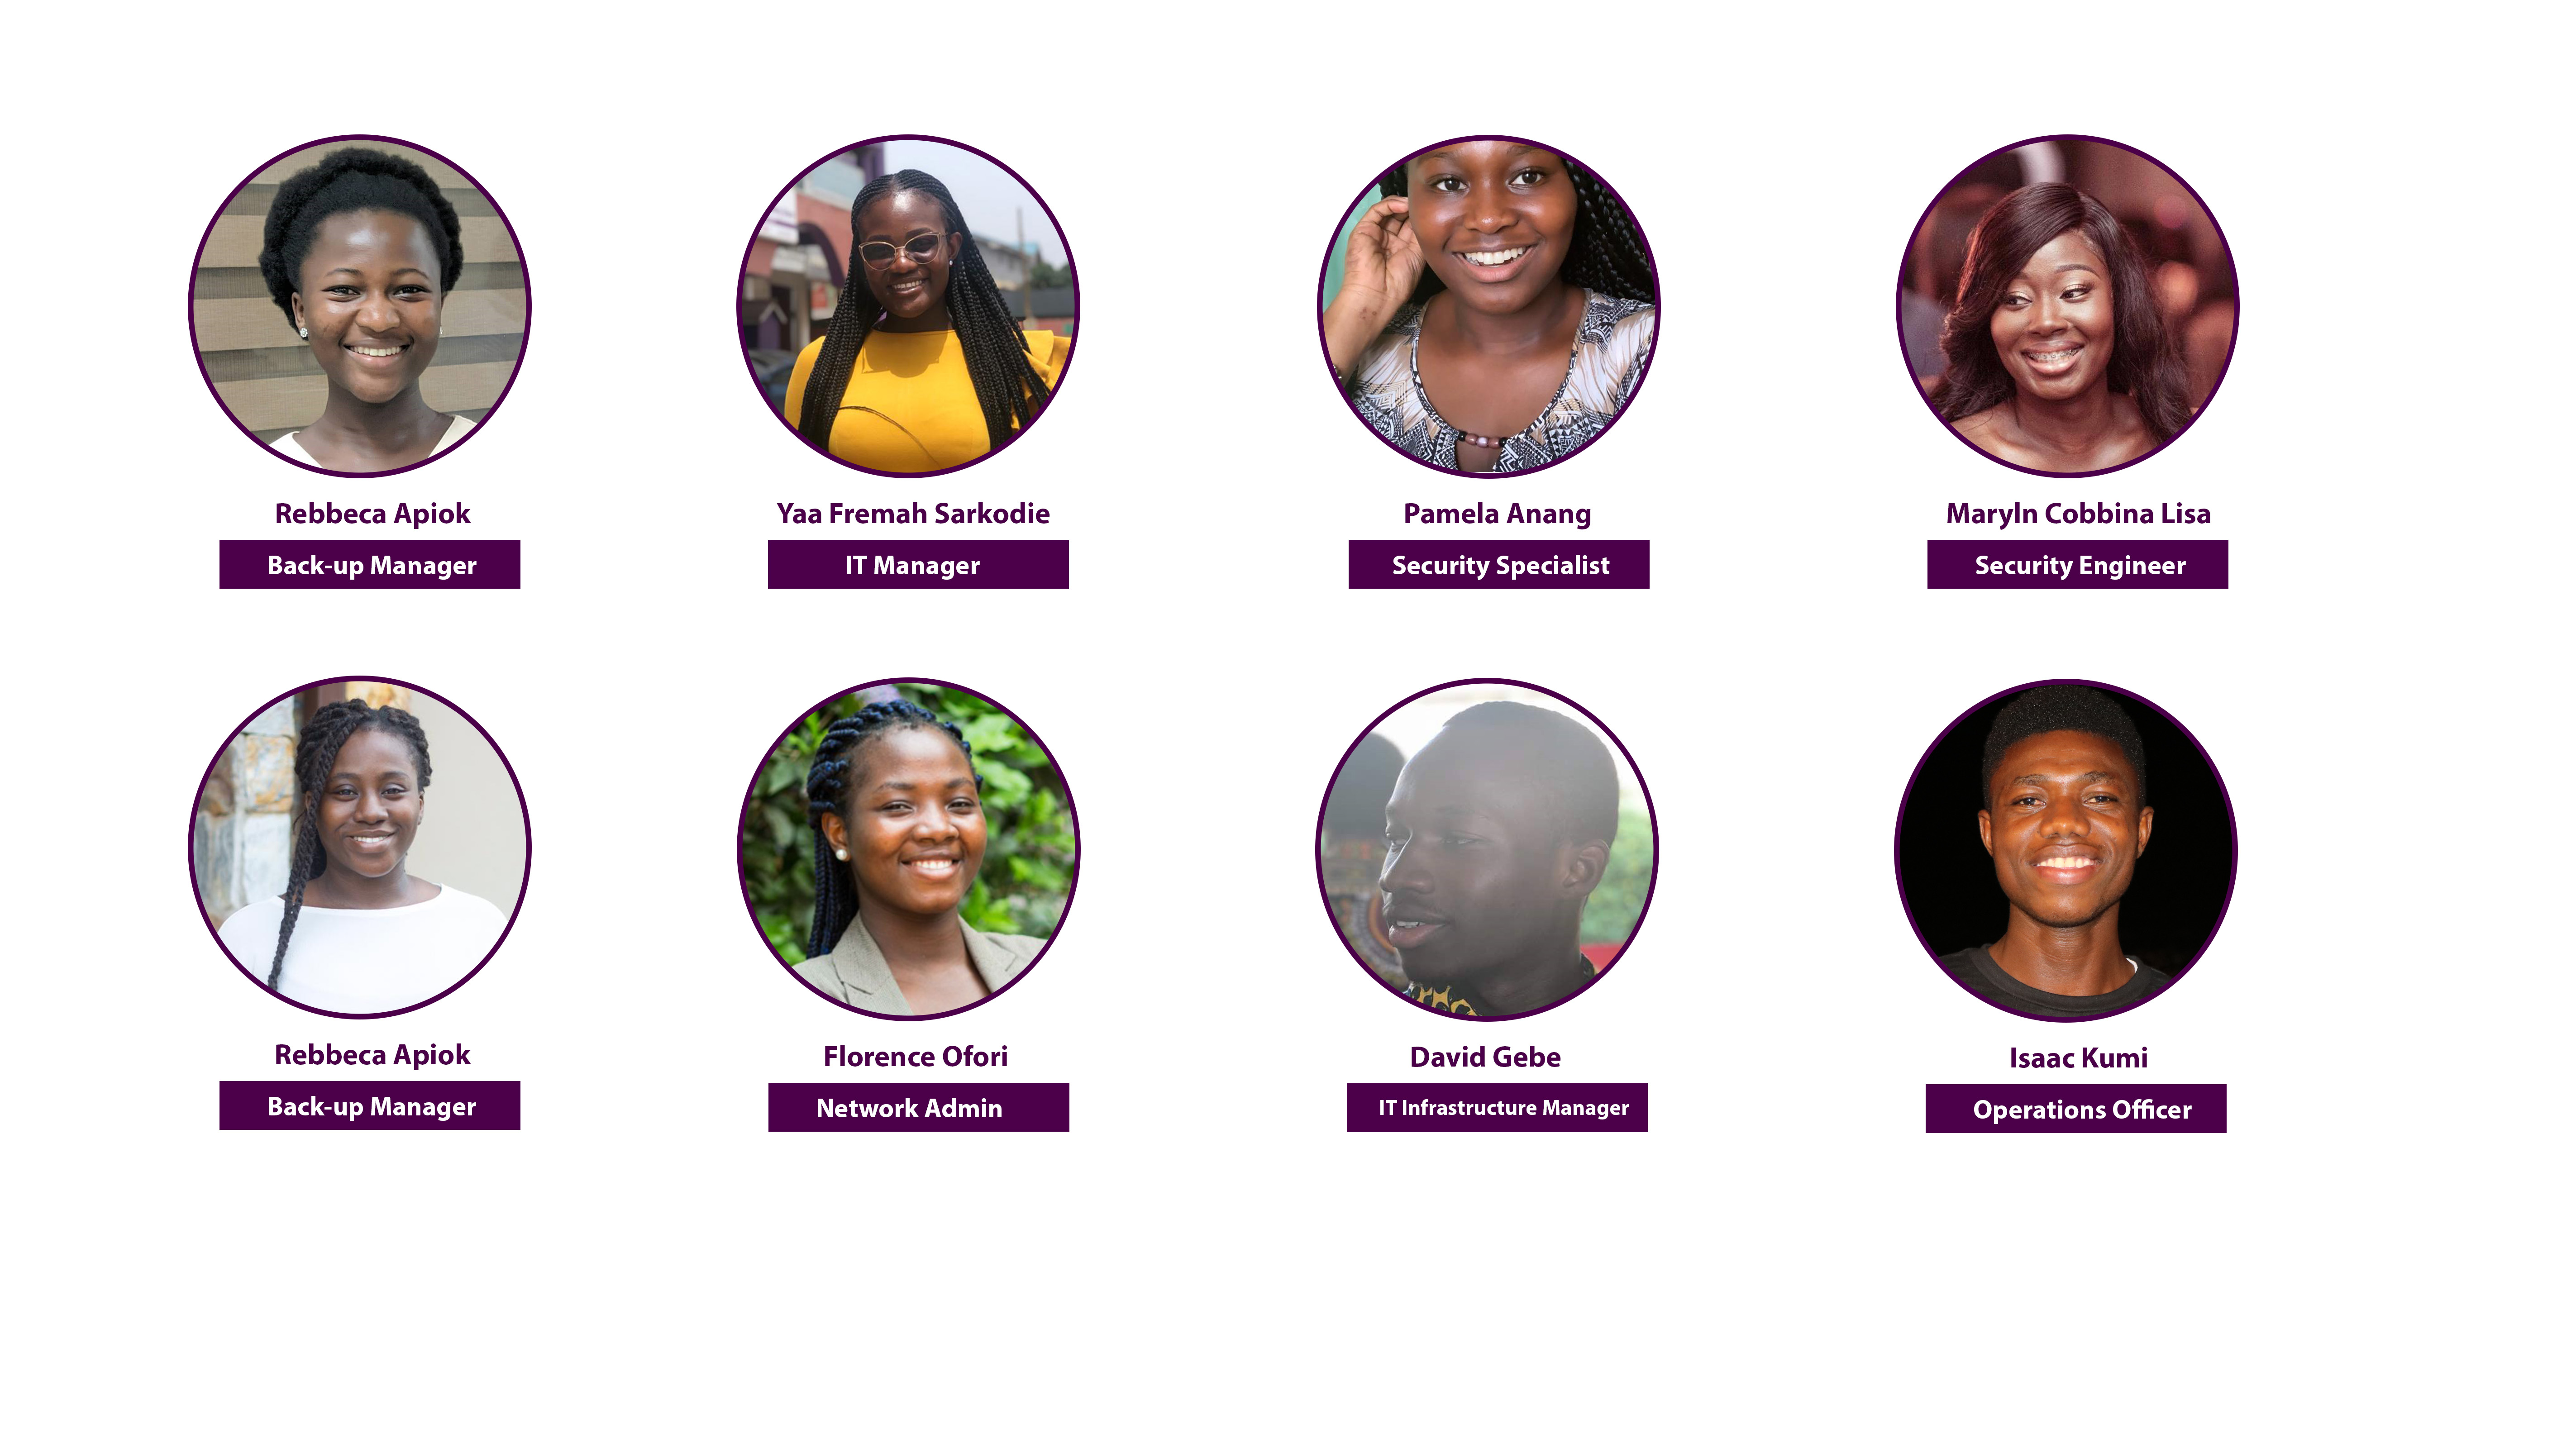 Rebbeca Apiok
Back-up Manager
Yaa Fremah Sarkodie
IT Manager
Pamela Anang
Security Specialist
Maryln Cobbina Lisa
Security Engineer
Rebbeca Apiok
Back-up Manager
Florence Ofori
Network Admin
David Gebe
IT Infrastructure Manager
Isaac Kumi
Operations Officer